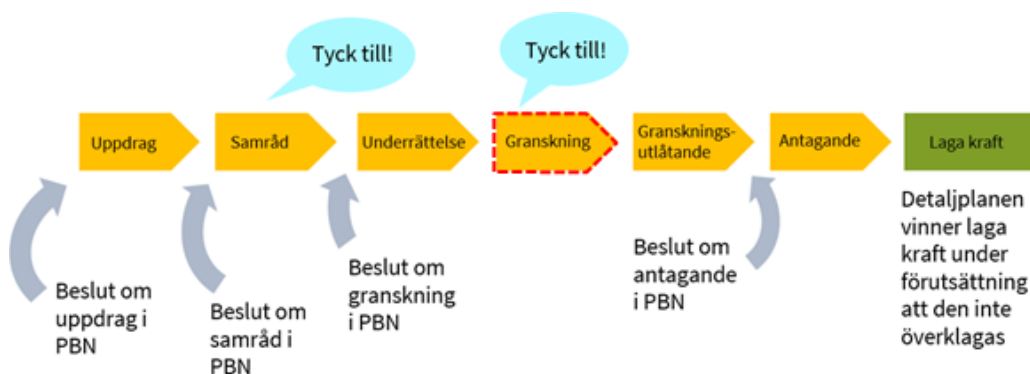 Tyck till!
Tyck till!
Uppdrag
Samråd
Underrättelse
Granskning
Gransknings-
utlåtande
Antagande
Laga kraft
Beslut om
uppdrag i
PBN
Beslut om
samråd i
PBN
Beslut om
granskning
i PBN
Beslut om
antagande
i PBN
Detaljplanen
vinner laga
kraft under
förutsättning
att den inte
överklagas